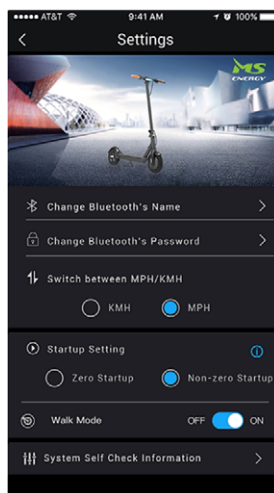 AT&T 9:41 AM 100%
Settings
MS
ENERGY
Change Bluetooth's Name
Change Bluetooth's Password
Switch between MPH/KMH
KMH MPH
Startup Setting
Zero Startup Non-zero Startup
Walk Mode OFF ON
System Self Check Information